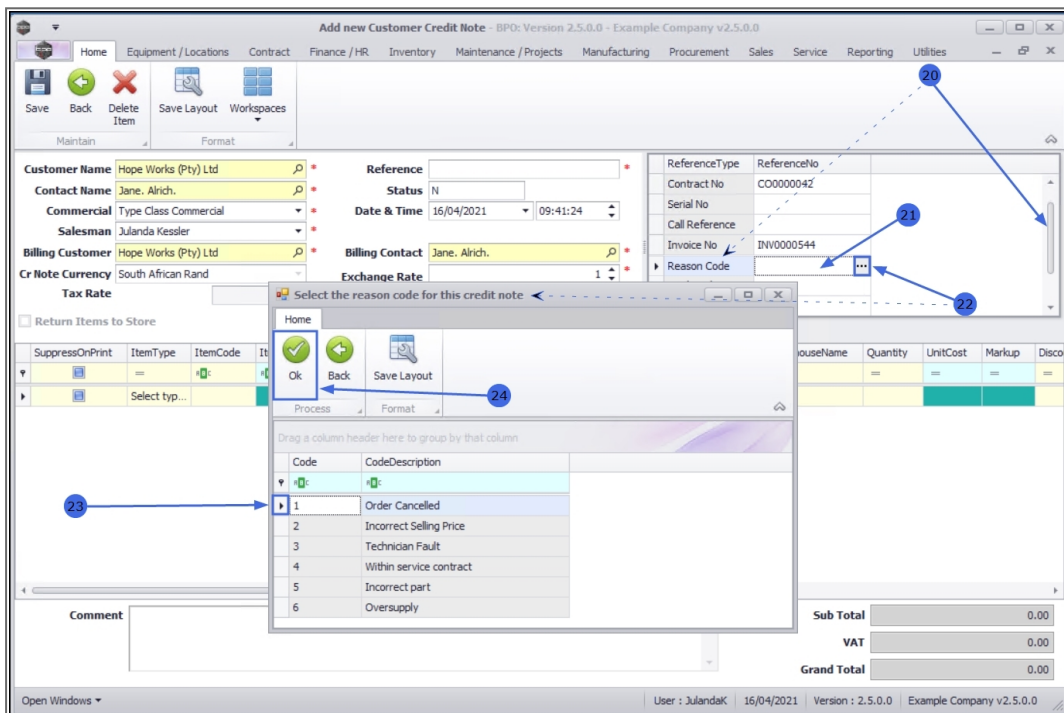 Add new Customer Credit Note - BPO: Version 2.5.0.0 - Example Company v2.5.0.0
Home Equipment / Locations Contract Finance / HR Inventory Maintenance / Projects Manufacturing Procurement Sales Service Reporting Utilities
Save Back Delete Item Save Layout Workspaces
Maintain Format
20
Customer Name Hope Works (Pty) Ltd * Reference *
Contact Name Jane. Alrich. * Status N
Commercial Type Class Commercial * Date & Time 16/04/2021 09:41:24
Salesman Julanda Kessler *
Billing Customer Hope Works (Pty) Ltd * Billing Contact Jane. Alrich. *
Cr Note Currency South African Rand Exchange Rate 1 *
Tax Rate
Return Items to Store
ReferenceType ReferenceNo
Contract No CO0000042
Serial No
Call Reference
Invoice No INV0000544
Reason Code ...
21
22
SuppressOnPrint ItemType ItemCode ouseName Quantity UnitCost Markup Disco
= = = = =
Select typ...
Select the reason code for this credit note
Home
Ok Back Save Layout
Process Format
24
Drag a column header here to group by that column
Code CodeDescription
23
1 Order Cancelled
2 Incorrect Selling Price
3 Technician Fault
4 Within service contract
5 Incorrect part
6 Oversupply
Comment
Sub Total 0.00
VAT 0.00
Grand Total 0.00
Open Windows User : JulandaK 16/04/2021 Version : 2.5.0.0 Example Company v2.5.0.0